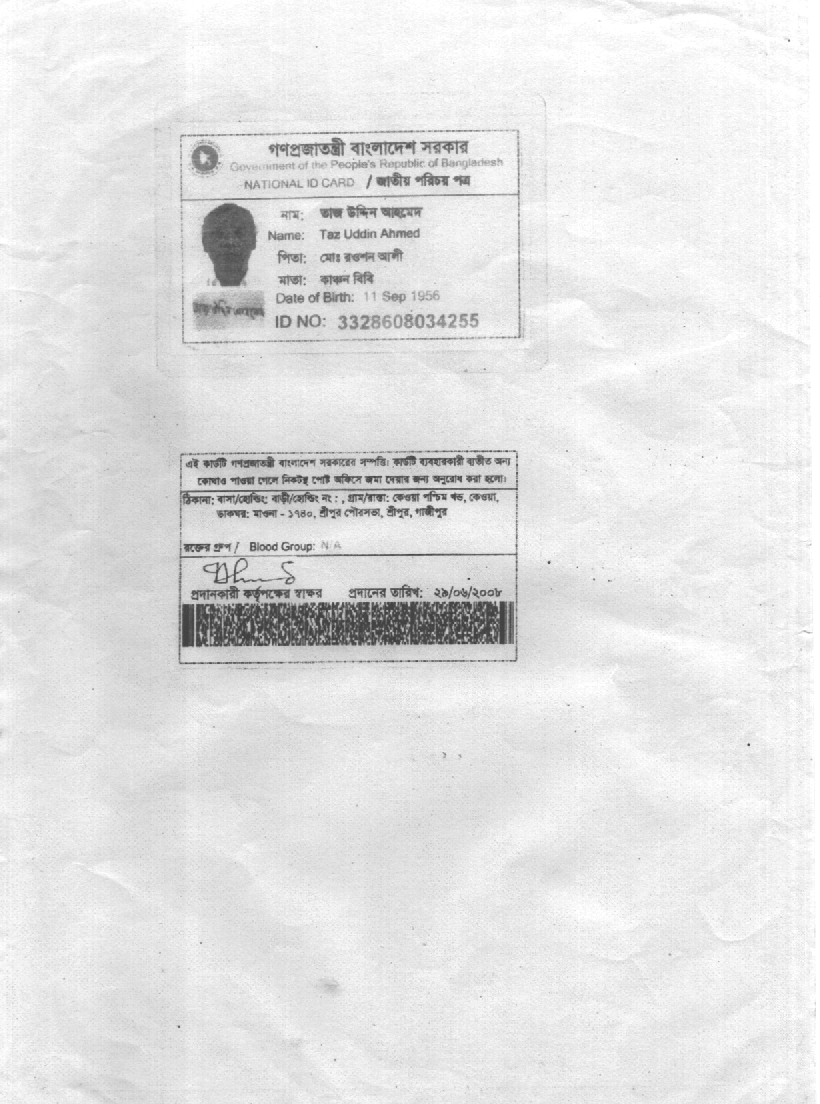 গণপ্রজাতন্ত্রী বাংলাদেশ সরকার
Government of the People's Republic of Bangladesh
NATIONAL ID CARD / জাতীয় পরিচয় পত্র
নাম: তাজ উদ্দিন আহমেদ
Name: Taz Uddin Ahmed
পিতা: মোঃ রওশন আলী
মাতা: কাঞ্চন বিবি
Date of Birth: 11 Sep 1956
ID NO: 3328608034255
এই কার্ডটি গণপ্রজাতন্ত্রী বাংলাদেশ সরকারের সম্পত্তি। কার্ডটি ব্যবহারকারী ব্যতীত অন্য
কোথাও পাওয়া গেলে নিকটস্থ পোষ্ট অফিসে জমা দেয়ার জন্য অনুরোধ করা হলো।
ঠিকানা: বাসা/হোল্ডিং: বাড়ী/হোল্ডিং নং : , গ্রাম/রাস্তা: কেওয়া পশ্চিম খন্ড, কেওয়া,
ডাকঘর: মাওনা - ১৭৪০, শ্রীপুর পৌরসভা, শ্রীপুর, গাজীপুর
রক্তের গ্রুপ / Blood Group: N/A
প্রদানকারী কর্তৃপক্ষের স্বাক্ষর প্রদানের তারিখ: ২৯/০৬/২০০৮